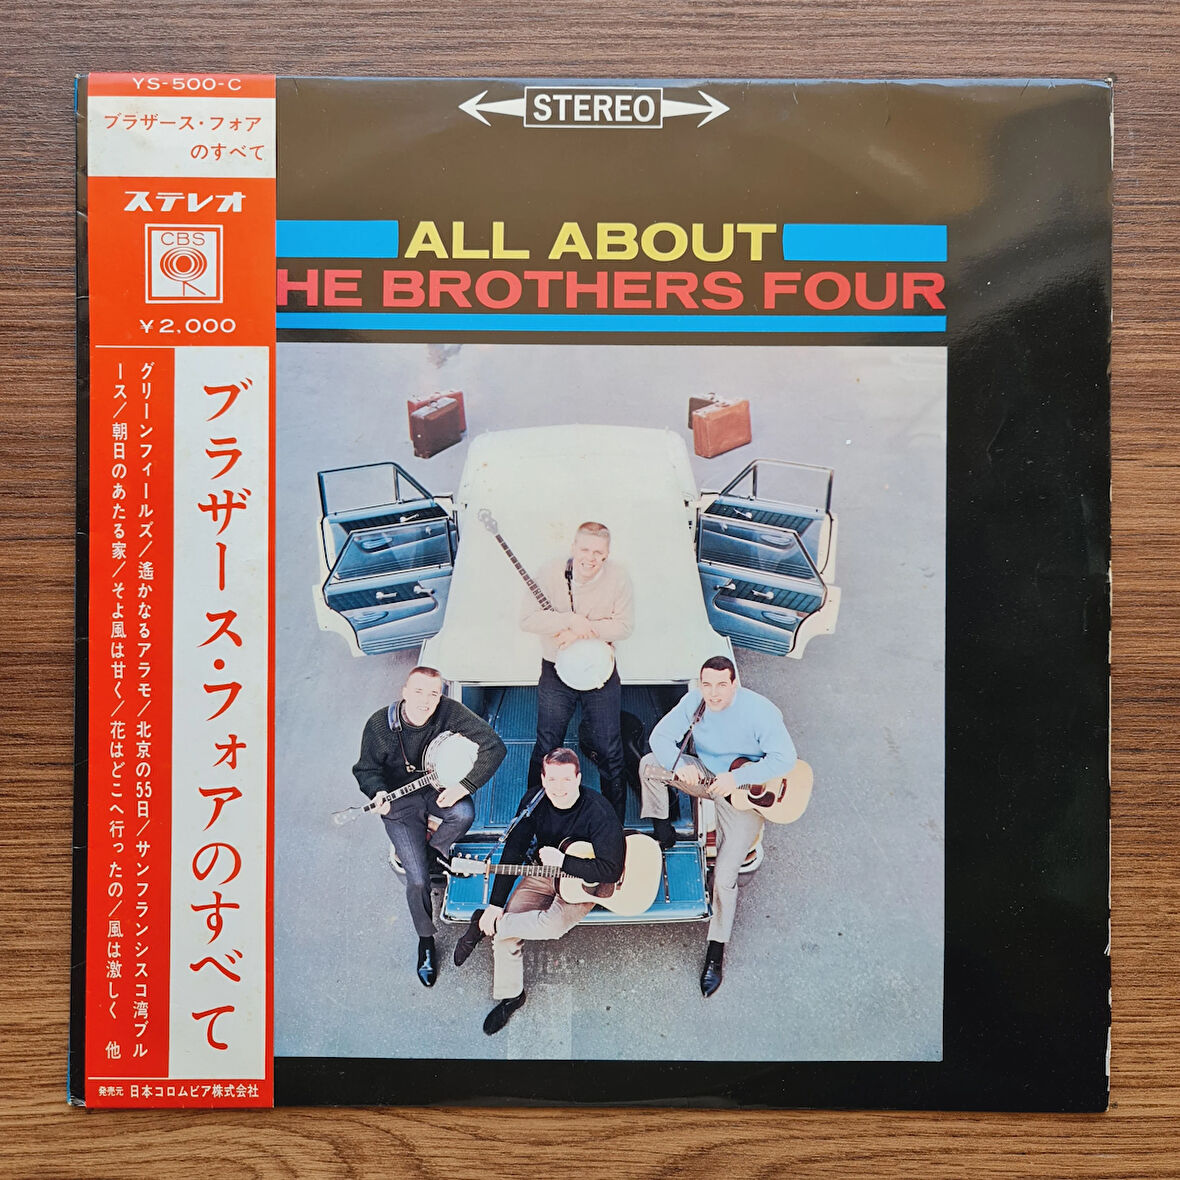 YS-500-C
ブラザース・フォア
のすべて
ステレオ
CBS
¥2,000
ブラザース・フォアのすべて
グリーンフィールズ/遙かなるアラモ/北京の55日/サンフランシスコ湾ブル
ース/朝日のあたる家/そよ風は甘く/花はどこへ行ったの/風は激しく 他
発売元 日本コロムビア株式会社
STEREO
ALL ABOUT
HE BROTHERS FOUR